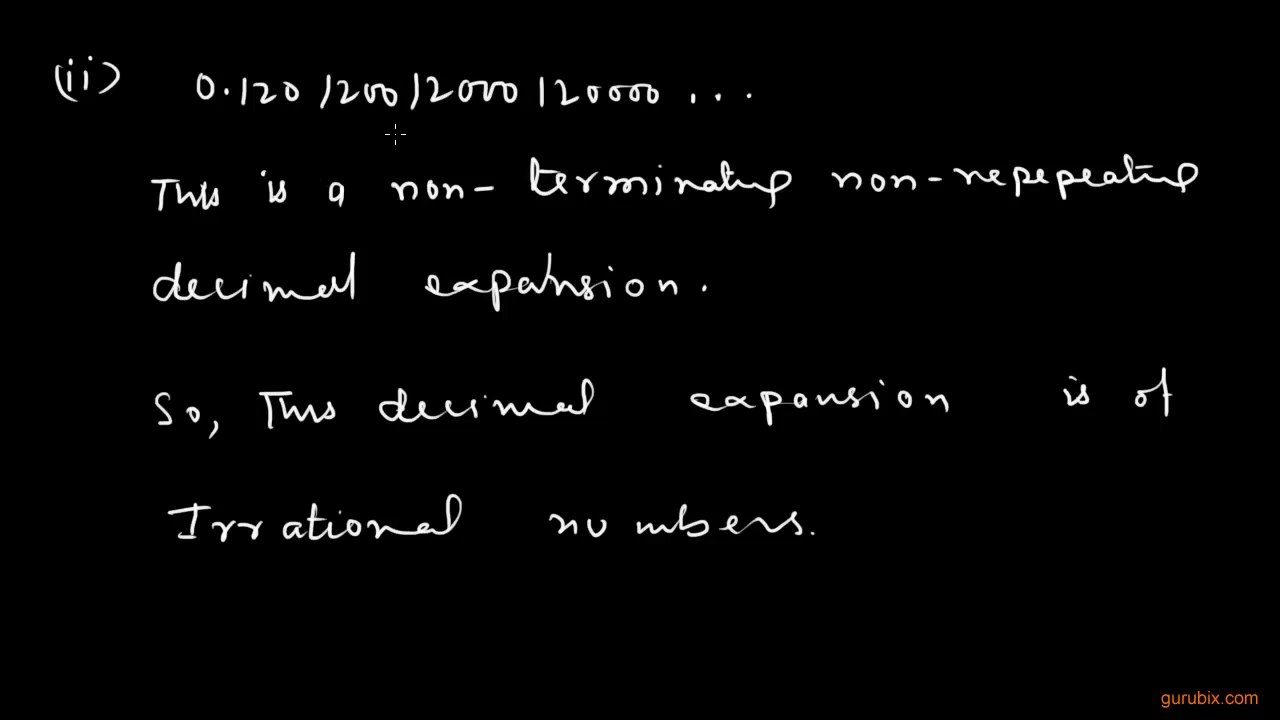 (ii) 0.120 1200 12000 120000 ...
This is a non-terminating non-repepeating
decimal expansion.
So, This decimal expansion is of
Irrational numbers.
gurubix.com